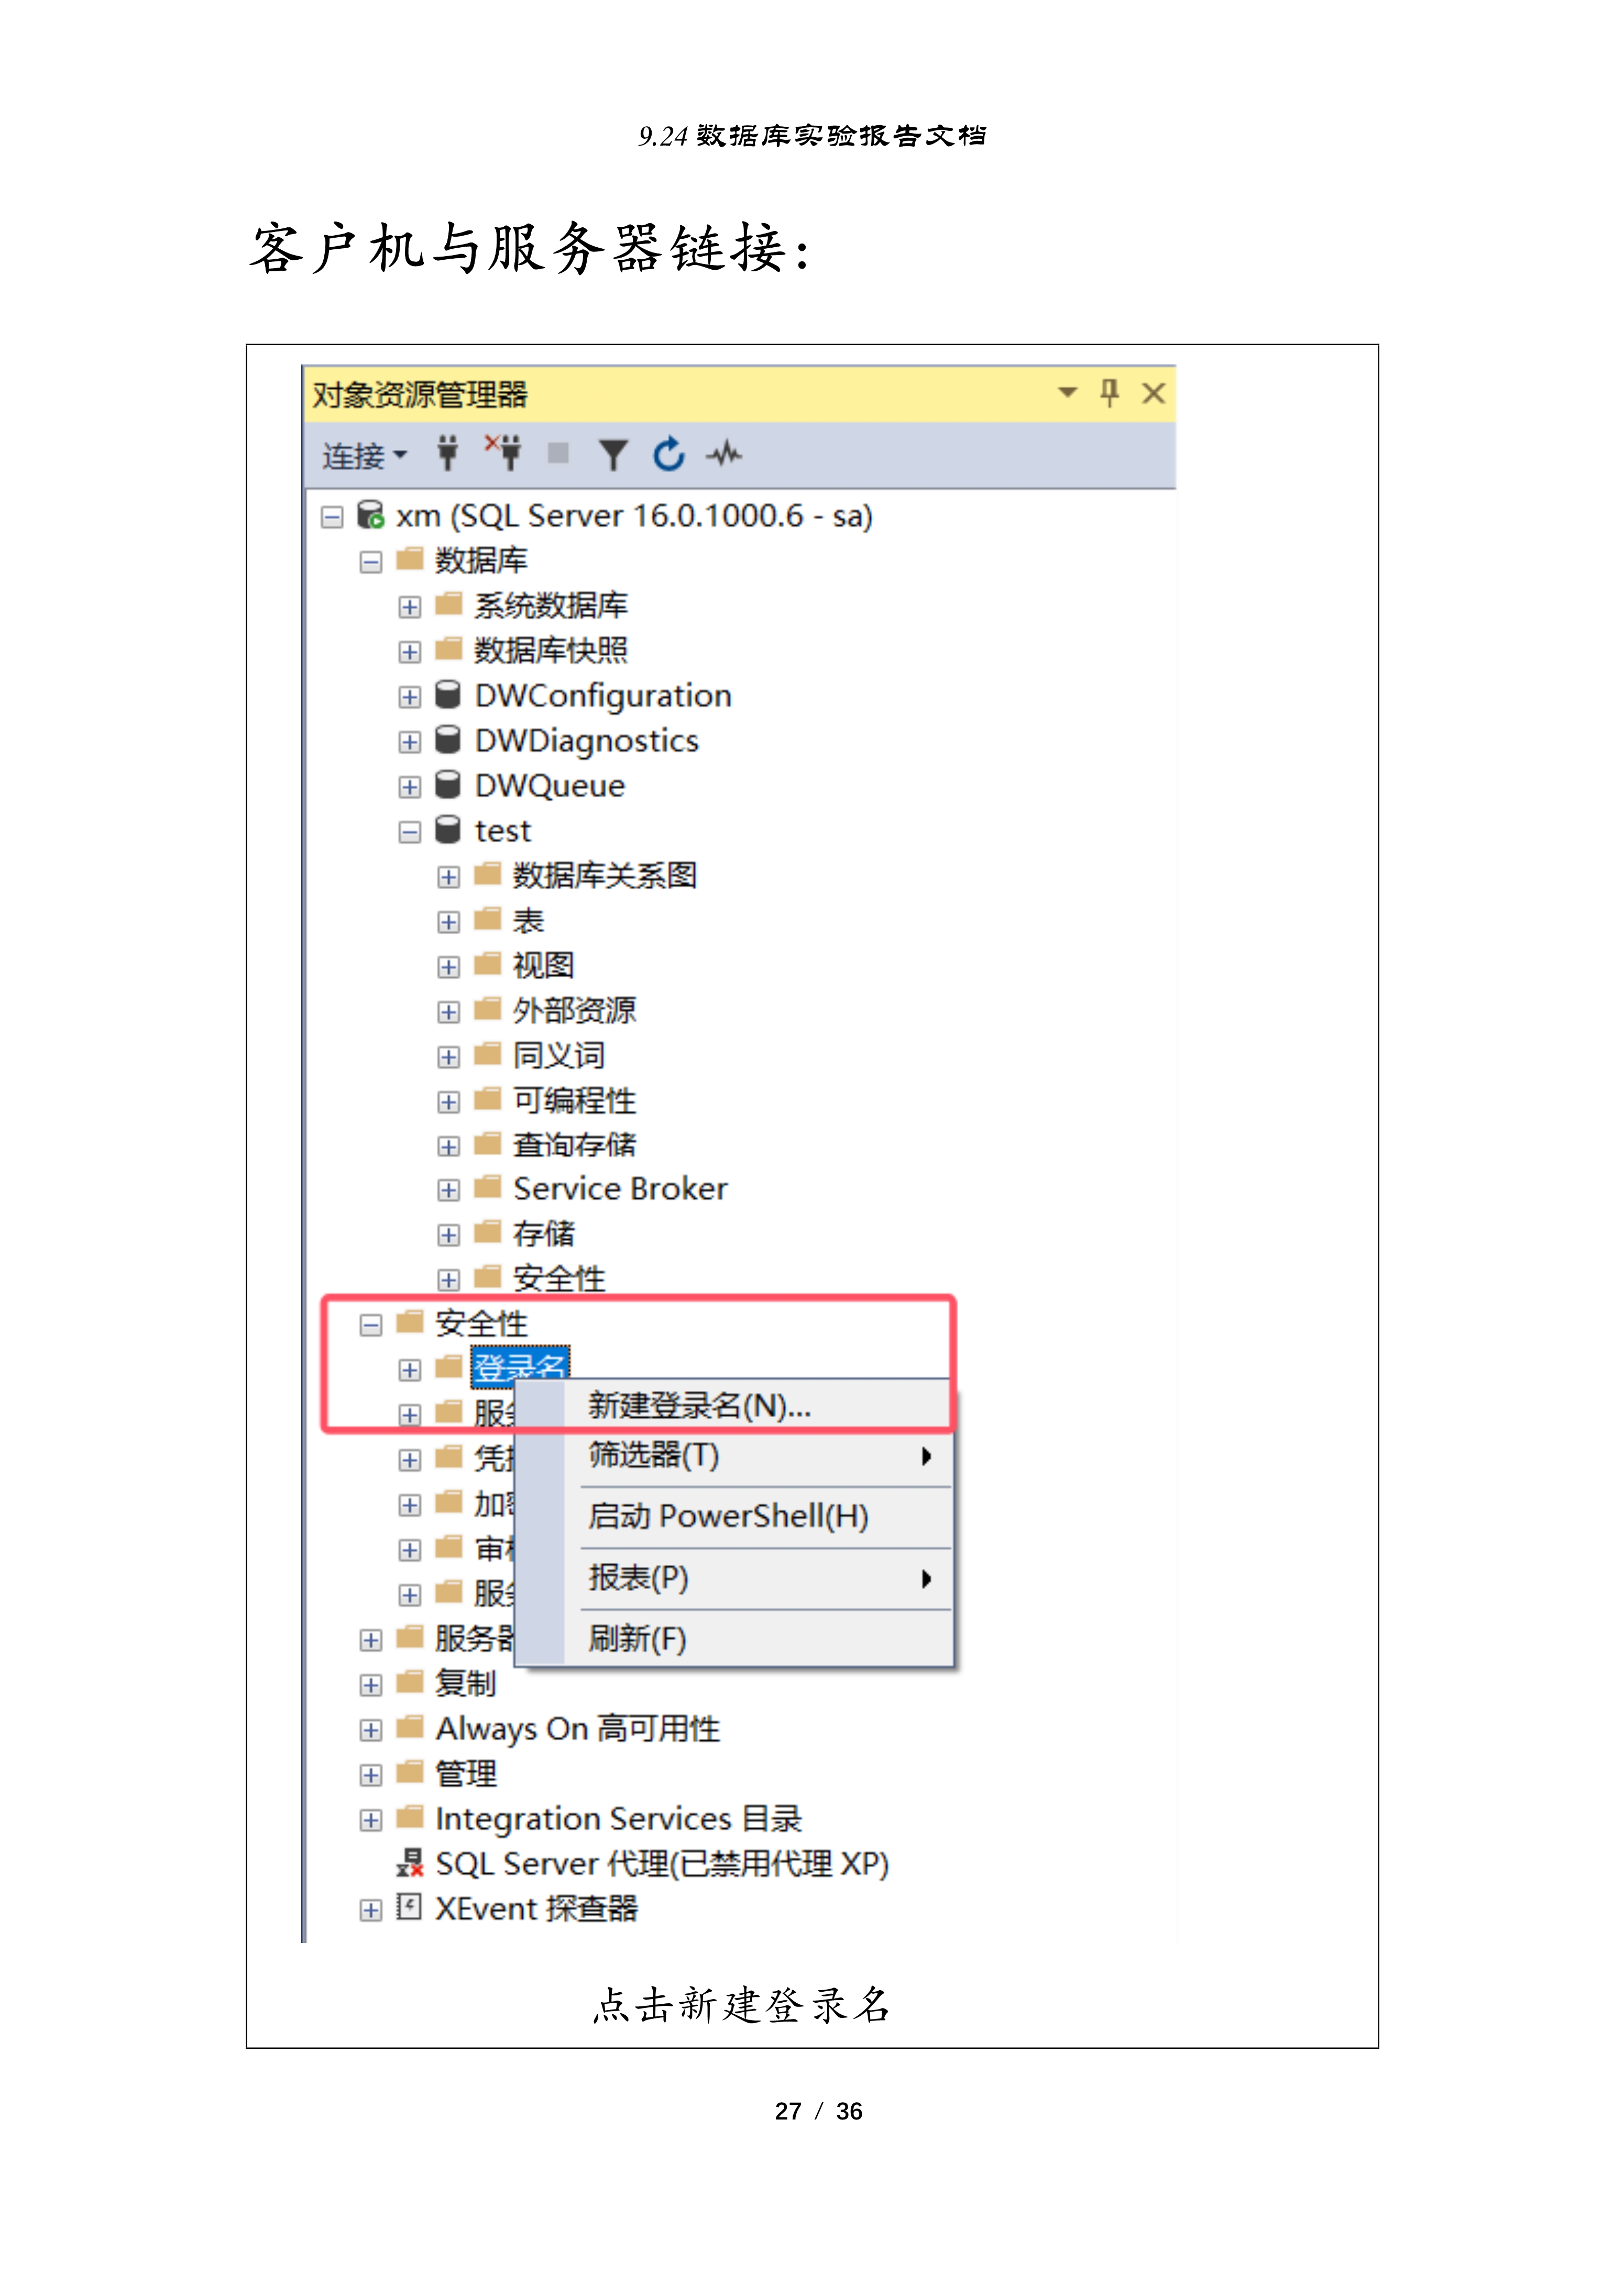 9.24 数据库实验报告文档
客户机与服务器链接：
对象资源管理器
连接
xm (SQL Server 16.0.1000.6 - sa)
数据库
系统数据库
数据库快照
DWConfiguration
DWDiagnostics
DWQueue
test
数据库关系图
表
视图
外部资源
同义词
可编程性
查询存储
Service Broker
存储
安全性
安全性
登录名
新建登录名(N)...
筛选器(T)
启动 PowerShell(H)
报表(P)
刷新(F)
服务器
复制
Always On 高可用性
管理
Integration Services 目录
SQL Server 代理(已禁用代理 XP)
XEvent 探查器
点击新建登录名
27 / 36